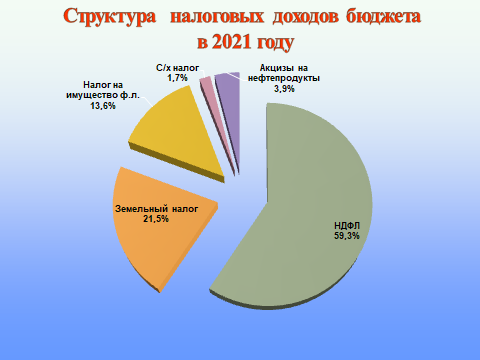 Структура налоговых доходов бюджета
в 2021 году
С/х налог
1,7%
Акцизы на
нефтепродукты
3,9%
Налог на
имущество ф.л.
13,6%
Земельный налог
21,5%
НДФЛ
59,3%